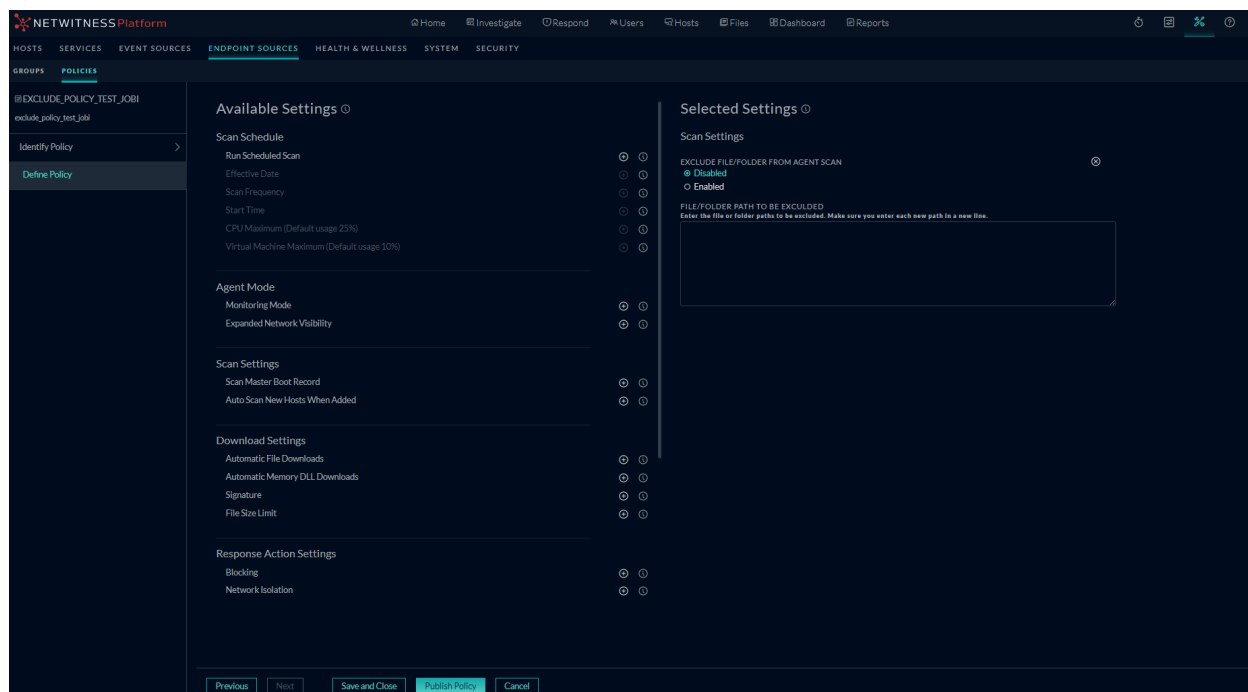 NETWITNESS Platform
Home Investigate Respond Users Hosts Files Dashboard Reports
HOSTS SERVICES EVENT SOURCES ENDPOINT SOURCES HEALTH & WELLNESS SYSTEM SECURITY
GROUPS POLICIES
EXCLUDE_POLICY_TEST_JOBI
exclude_policy_test_jobi
Identify Policy
Define Policy
Available Settings
Scan Schedule
Run Scheduled Scan
Effective Date
Scan Frequency
Start Time
CPU Maximum (Default usage 25%)
Virtual Machine Maximum (Default usage 10%)
Agent Mode
Monitoring Mode
Expanded Network Visibility
Scan Settings
Scan Master Boot Record
Auto Scan New Hosts When Added
Download Settings
Automatic File Downloads
Automatic Memory DLL Downloads
Signature
File Size Limit
Response Action Settings
Blocking
Network Isolation
Selected Settings
Scan Settings
EXCLUDE FILE/FOLDER FROM AGENT SCAN
Disabled
Enabled
FILE/FOLDER PATH TO BE EXCULDED
Enter the file or folder paths to be excluded. Make sure you enter each new path in a new line.
Previous Next Save and Close Publish Policy Cancel